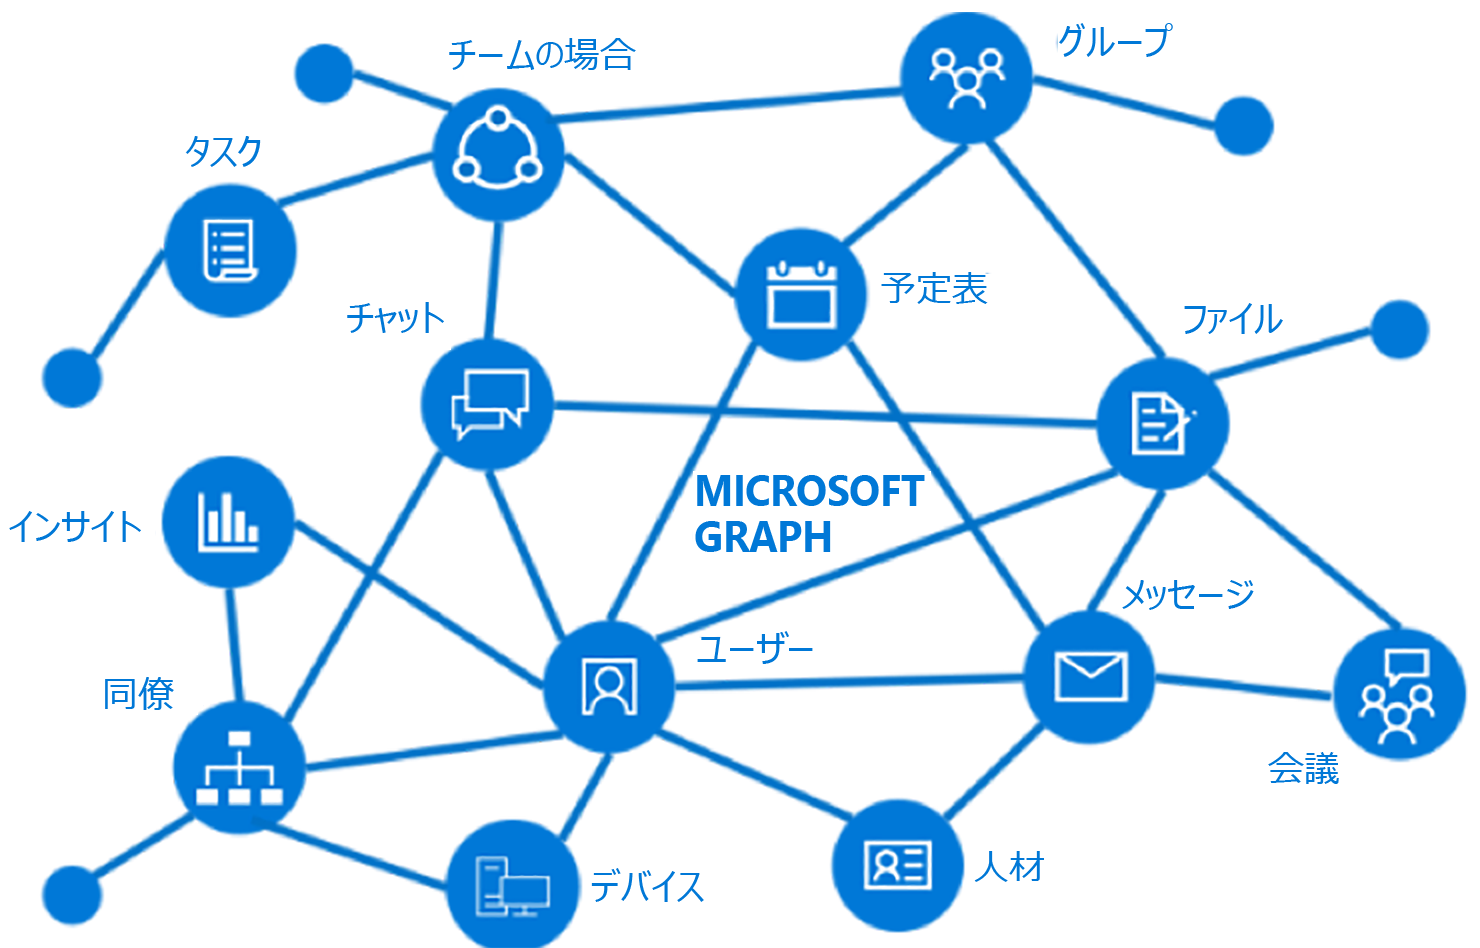 グループ
チームの場合
タスク
予定表
チャット
ファイル
MICROSOFT
GRAPH
インサイト
メッセージ
ユーザー
同僚
会議
人材
デバイス